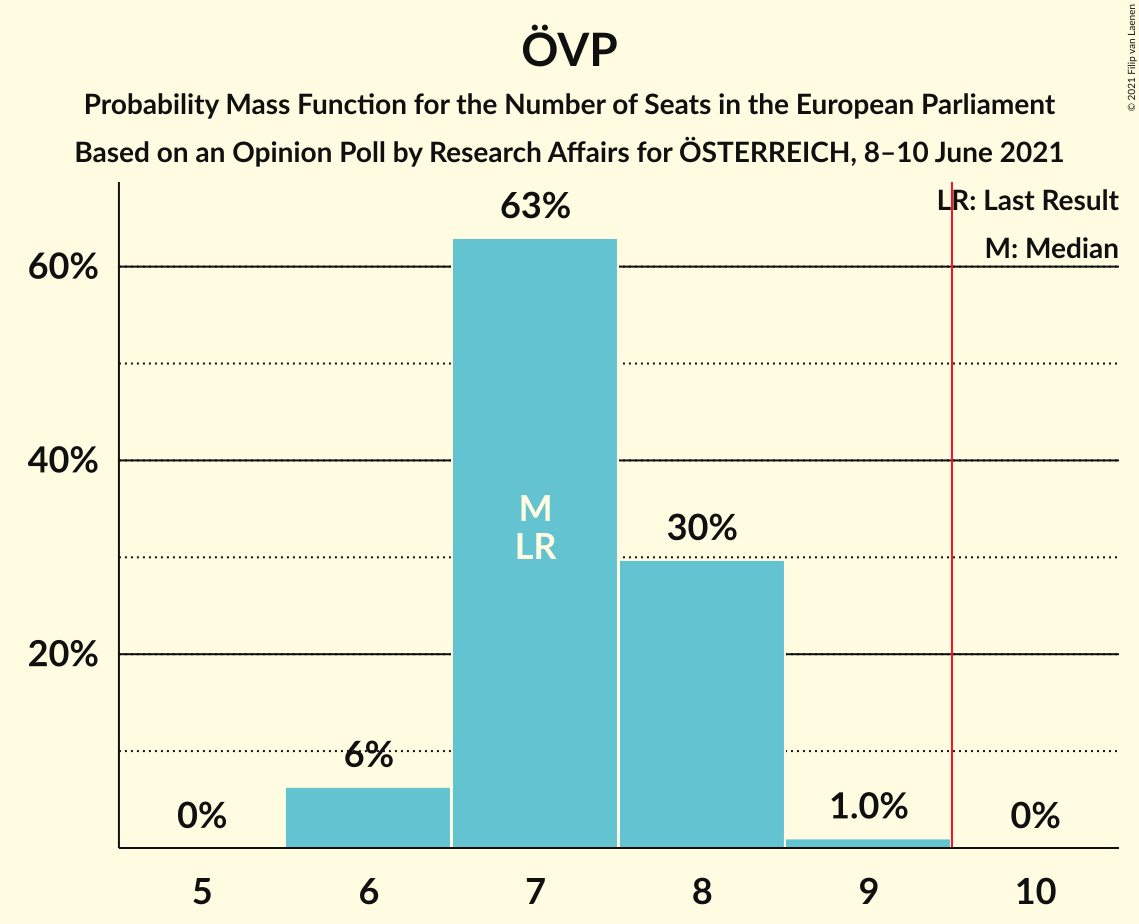 ÖVP
Probability Mass Function for the Number of Seats in the European Parliament
Based on an Opinion Poll by Research Affairs for ÖSTERREICH, 8–10 June 2021
© 2021 Filip van Laenen
LR: Last Result
M: Median
63%
60%
40%
M
LR
30%
20%
6%
0%
1.0%
0%
5 6 7 8 9 10